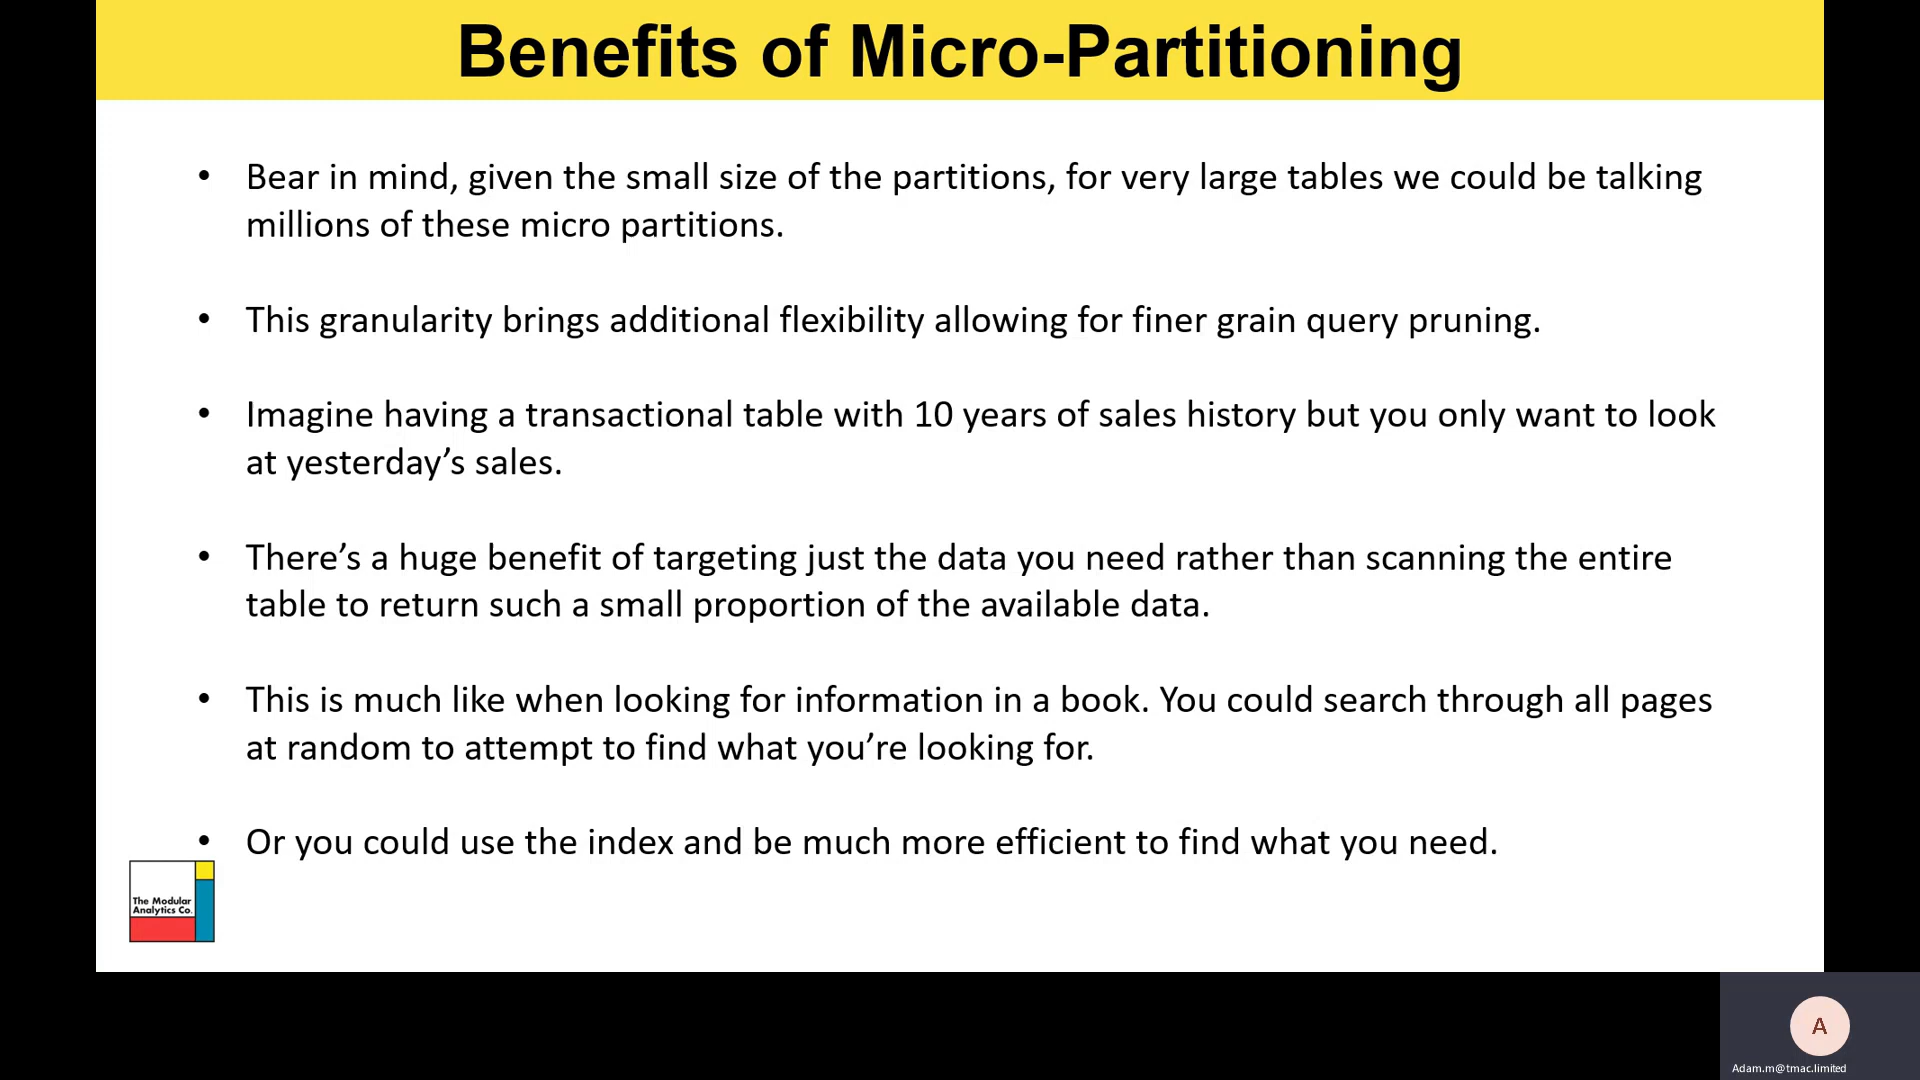 Benefits of Micro-Partitioning
• Bear in mind, given the small size of the partitions, for very large tables we could be talking
millions of these micro partitions.
• This granularity brings additional flexibility allowing for finer grain query pruning.
• Imagine having a transactional table with 10 years of sales history but you only want to look
at yesterday’s sales.
• There’s a huge benefit of targeting just the data you need rather than scanning the entire
table to return such a small proportion of the available data.
• This is much like when looking for information in a book. You could search through all pages
at random to attempt to find what you’re looking for.
• Or you could use the index and be much more efficient to find what you need.
The Modular
Analytics Co.
A
Adam.m@tmac.limited